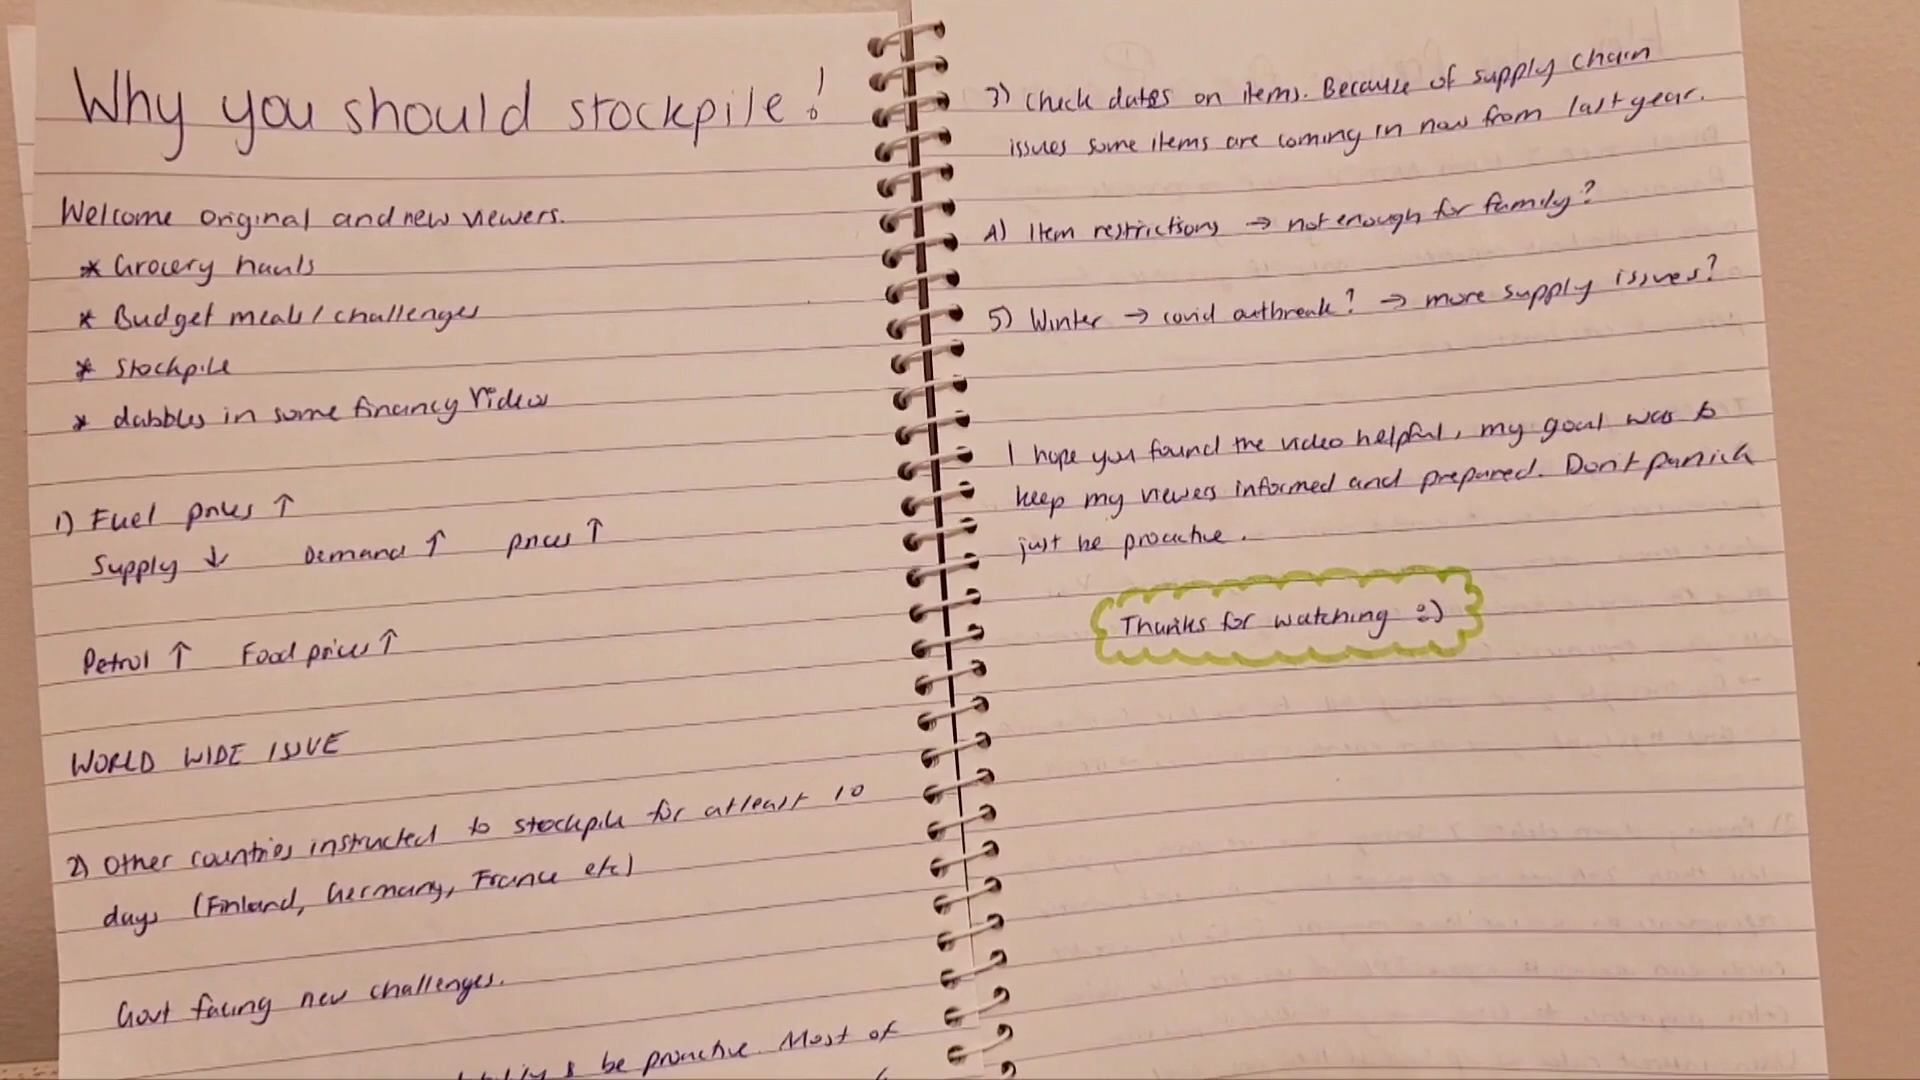 Why you should stockpile!
Welcome original and new viewers.
* Grocery hauls
* Budget meals / challenges
* Stockpile
* dabbles in some financy videos
1) Fuel prices ↑
Supply ↓ Demand ↑ prices ↑
Petrol ↑ Food prices ↑
WORLD WIDE ISSUE
2) Other countries instructed to stockpile for atleast 10
days (Finland, Germany, France etc)
Govt facing new challenges.
& be proactive. Most of
3) Check dates on items. Because of supply chain
issues some items are coming in now from last year.
4) Item restrictions → not enough for family?
5) Winter → covid outbreak? → more supply issues?
I hope you found the video helpful, my goal was to
keep my viewers informed and prepared. Don't panick
just be proactive.
Thanks for watching :)